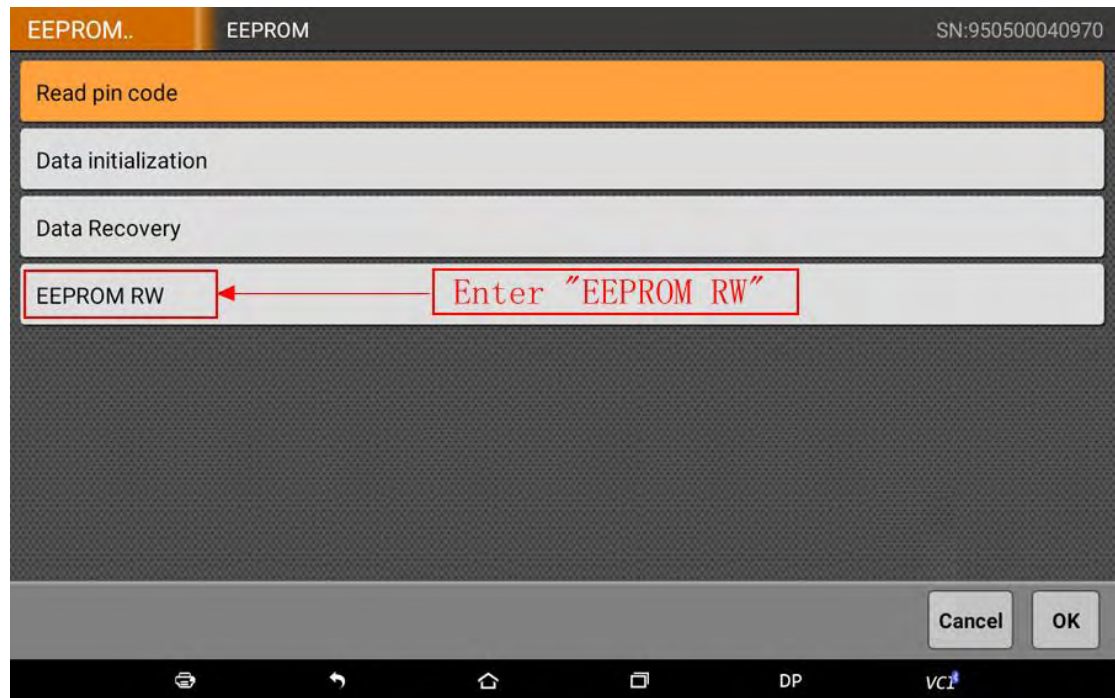 EEPROM.. EEPROM SN:950500040970
Read pin code
Data initialization
Data Recovery
EEPROM RW Enter "EEPROM RW"
Cancel OK
DP VCI